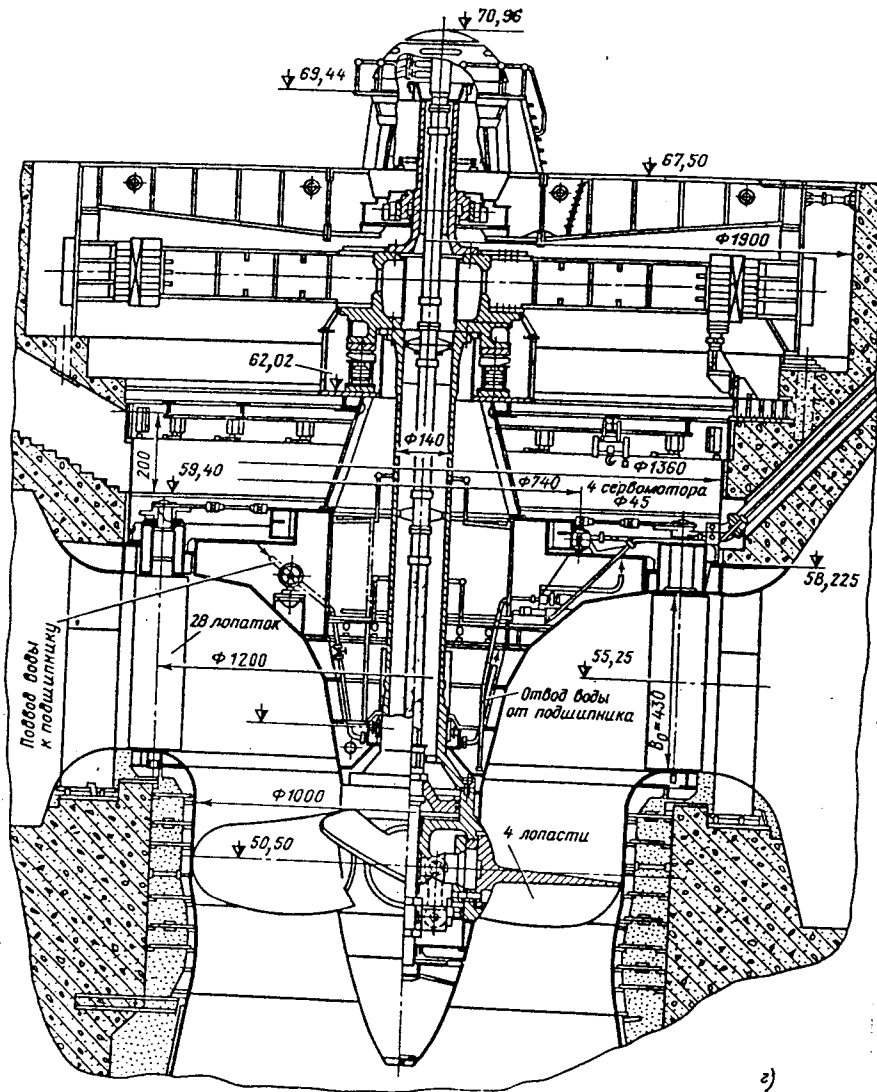 70,96
69,44
67,50
Ф1900
62,02
Ф140
200
Ф1360
59,40
Ф740
4 сервомотора
Ф45
58,225
28 лопаток
Подвод воды
к подшипнику
Ф1200
55,25
Отвод воды
от подшипника
B₀=430
Ф1000
50,50
4 лопасти
г)